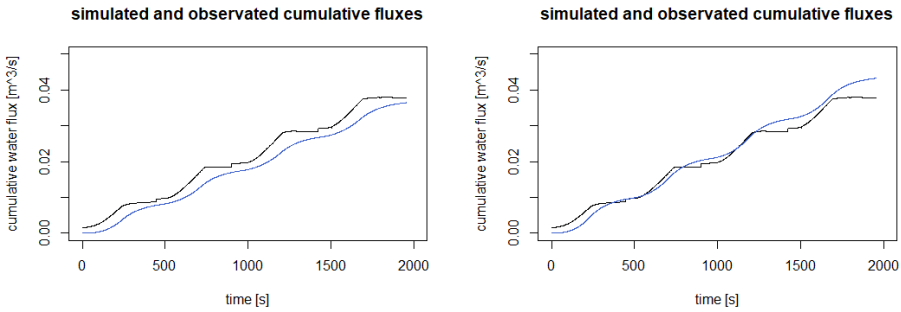 simulated and observated cumulative fluxes
cumulative water flux [m^3/s]
0.00 0.02 0.04
0 500 1000 1500 2000
time [s]
simulated and observated cumulative fluxes
cumulative water flux [m^3/s]
0.00 0.02 0.04
0 500 1000 1500 2000
time [s]